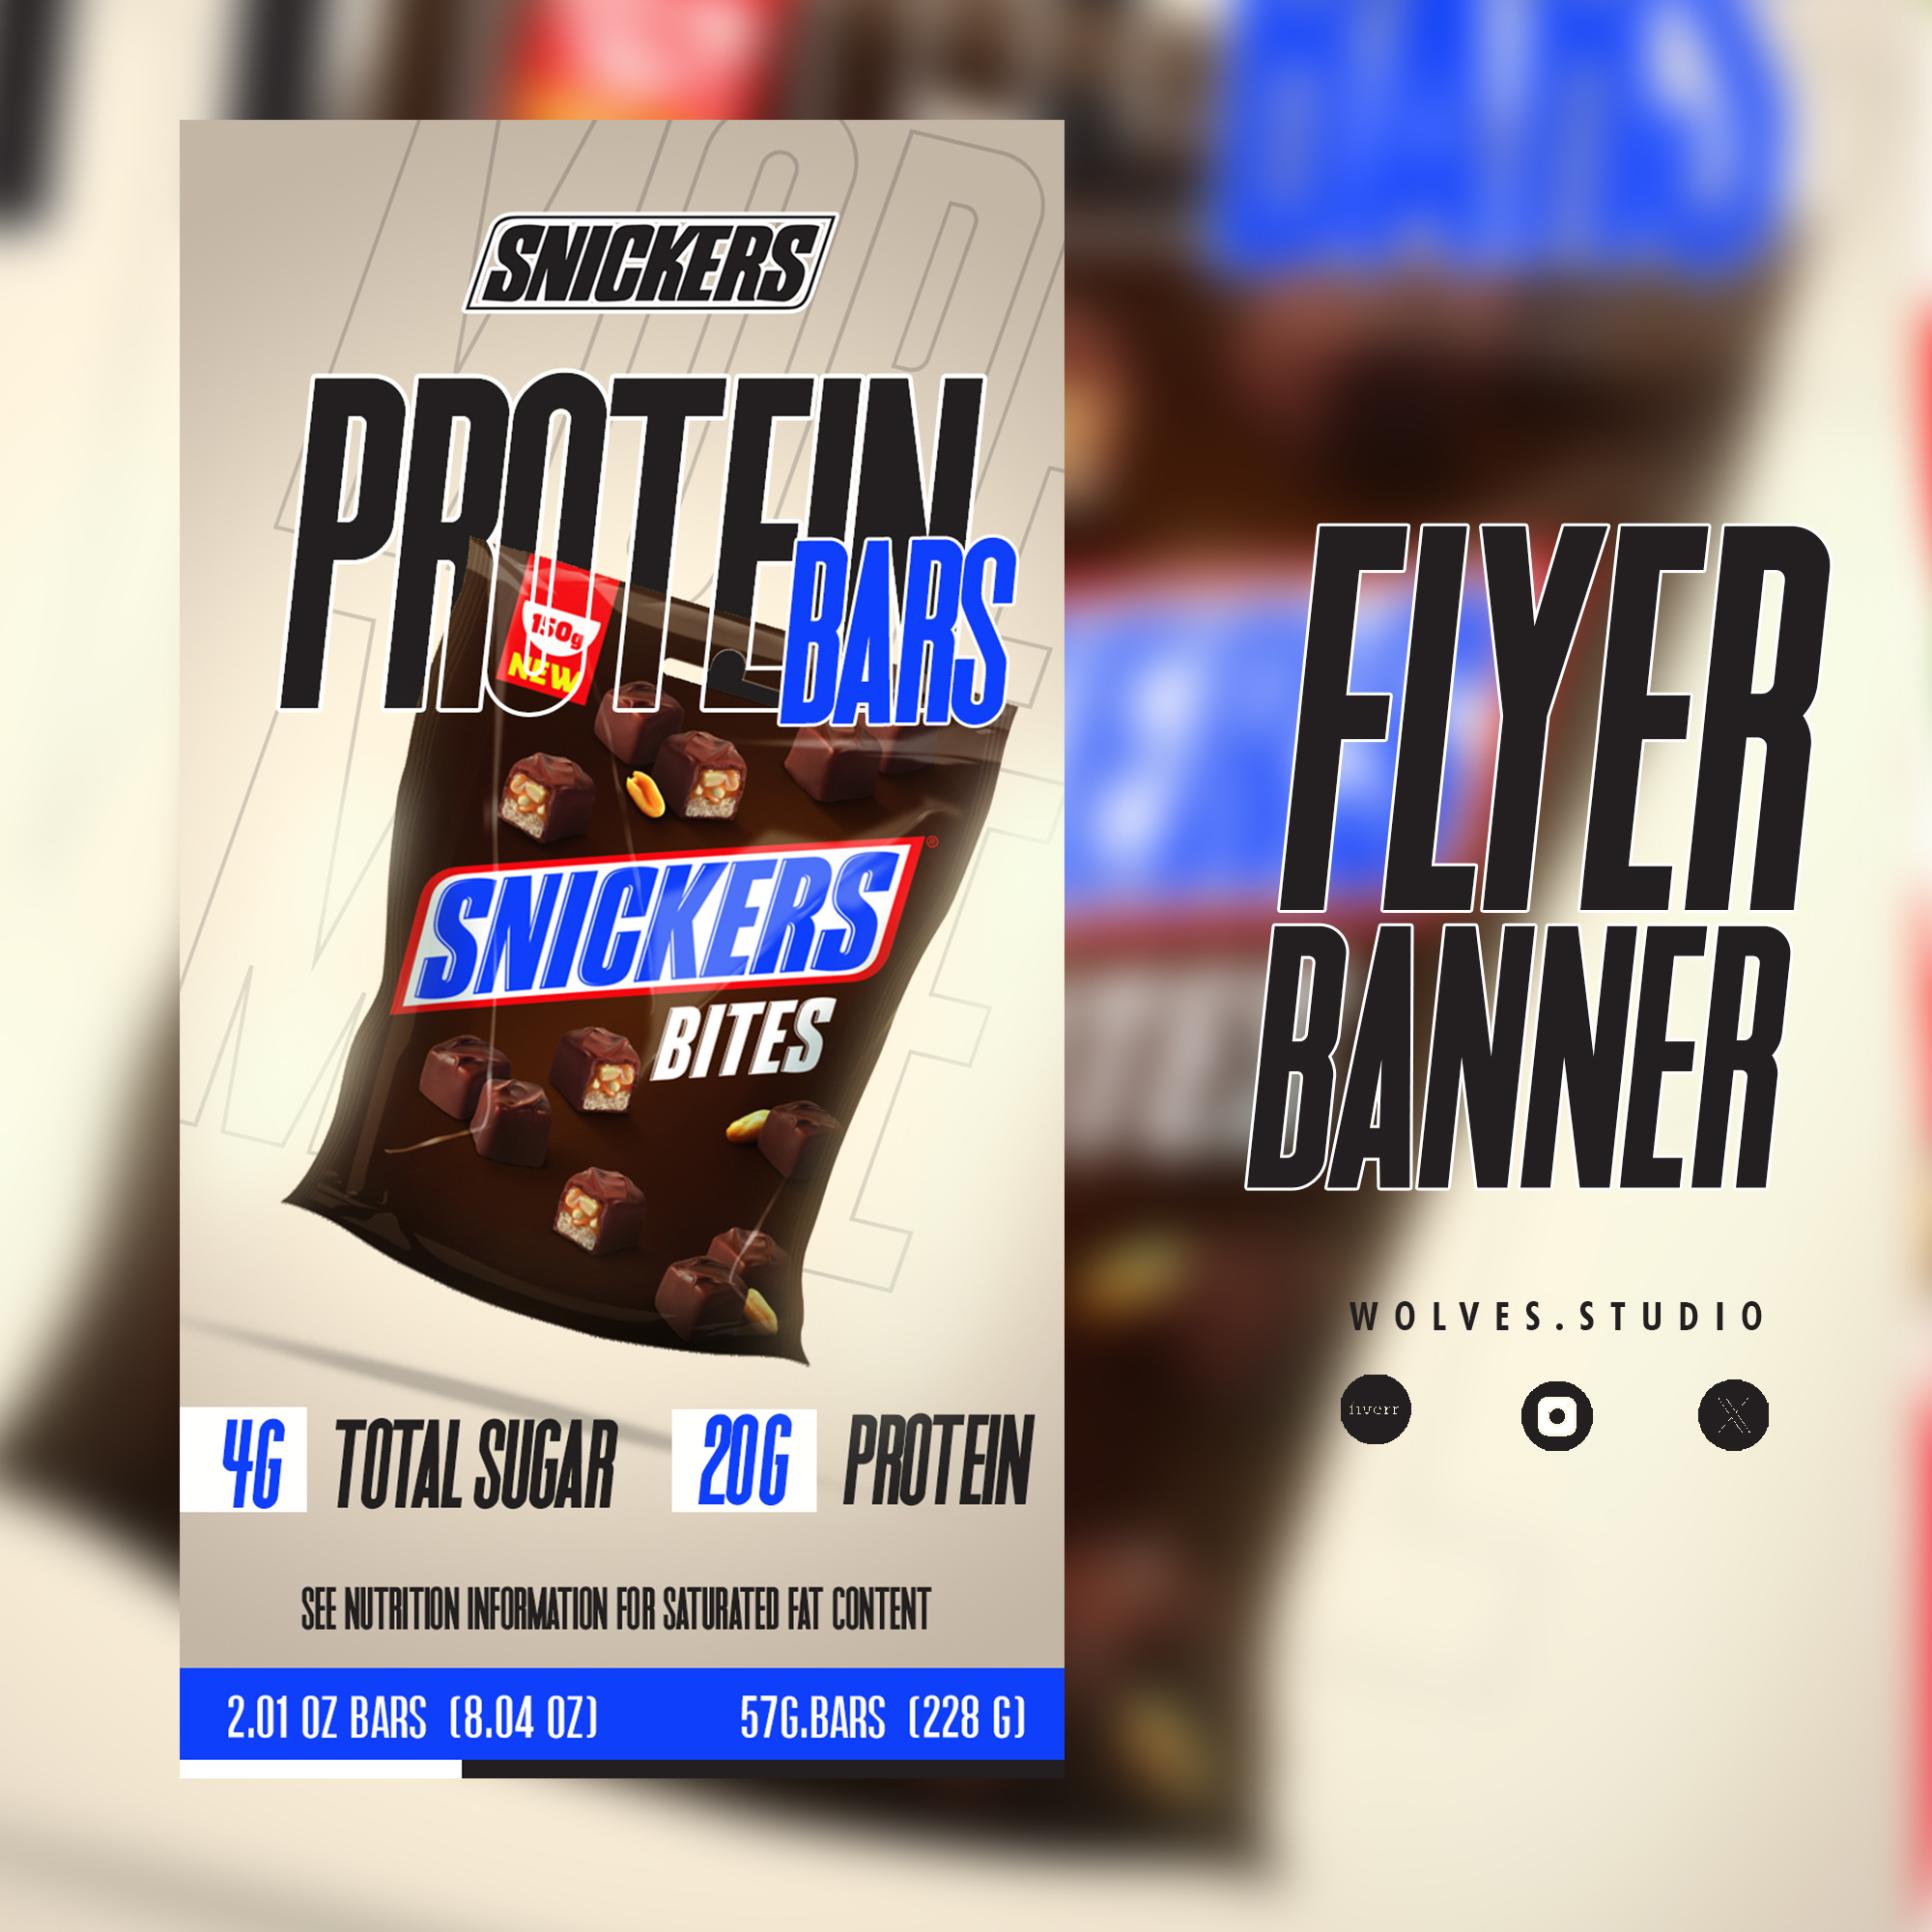 SNICKERS
PROTEIN
BARS
150g
NEW
SNICKERS®
BITES
4G TOTAL SUGAR 20G PROTEIN
SEE NUTRITION INFORMATION FOR SATURATED FAT CONTENT
2.01 OZ BARS (8.04 OZ) 57G.BARS (228 G)
FLYER
BANNER
WOLVES.STUDIO
fiverr